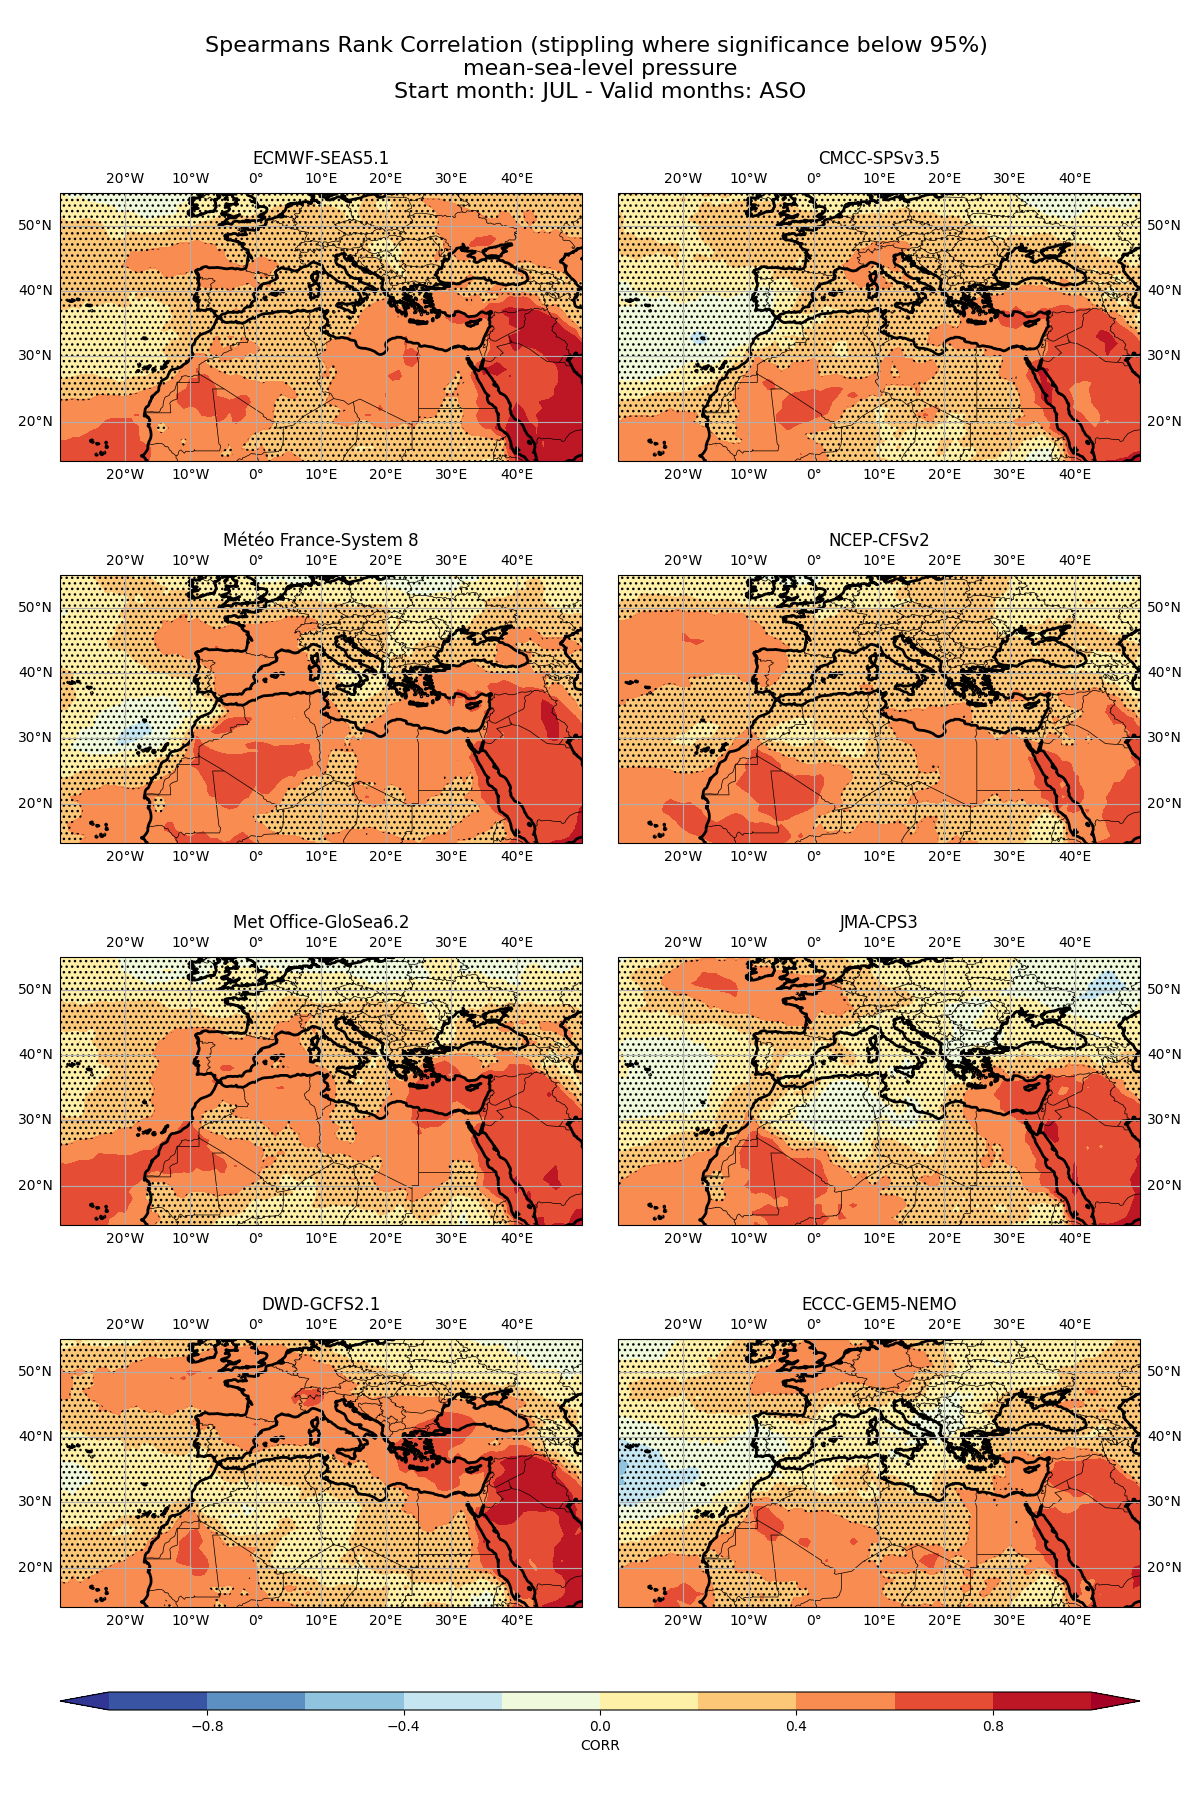 Spearmans Rank Correlation (stippling where significance below 95%)
mean-sea-level pressure
Start month: JUL - Valid months: ASO
ECMWF-SEAS5.1
20°W 10°W 0° 10°E 20°E 30°E 40°E
50°N
40°N
30°N
20°N
20°W 10°W 0° 10°E 20°E 30°E 40°E
CMCC-SPSv3.5
20°W 10°W 0° 10°E 20°E 30°E 40°E
50°N
40°N
30°N
20°N
20°W 10°W 0° 10°E 20°E 30°E 40°E
Météo France-System 8
20°W 10°W 0° 10°E 20°E 30°E 40°E
50°N
40°N
30°N
20°N
20°W 10°W 0° 10°E 20°E 30°E 40°E
NCEP-CFSv2
20°W 10°W 0° 10°E 20°E 30°E 40°E
50°N
40°N
30°N
20°N
20°W 10°W 0° 10°E 20°E 30°E 40°E
Met Office-GloSea6.2
20°W 10°W 0° 10°E 20°E 30°E 40°E
50°N
40°N
30°N
20°N
20°W 10°W 0° 10°E 20°E 30°E 40°E
JMA-CPS3
20°W 10°W 0° 10°E 20°E 30°E 40°E
50°N
40°N
30°N
20°N
20°W 10°W 0° 10°E 20°E 30°E 40°E
DWD-GCFS2.1
20°W 10°W 0° 10°E 20°E 30°E 40°E
50°N
40°N
30°N
20°N
20°W 10°W 0° 10°E 20°E 30°E 40°E
ECCC-GEM5-NEMO
20°W 10°W 0° 10°E 20°E 30°E 40°E
50°N
40°N
30°N
20°N
20°W 10°W 0° 10°E 20°E 30°E 40°E
−0.8 −0.4 0.0 0.4 0.8
CORR